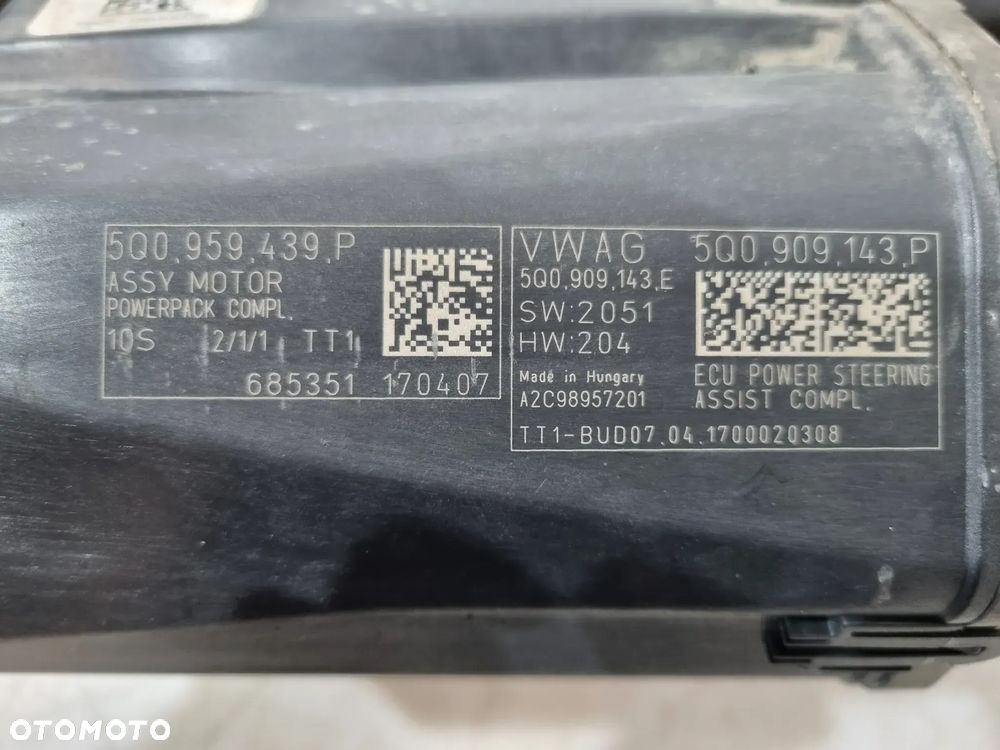 5Q0.959.439.P
ASSY MOTOR
POWERPACK COMPL.
10S 2/1/1 TT1
685351 170407
VWAG 5Q0.909.143.P
5Q0.909.143.E
SW:2051
HW:204
Made in Hungary
A2C98957201
ECU POWER STEERING
ASSIST COMPL.
TT1-BUD07.04.1700020308
OTOMOTO